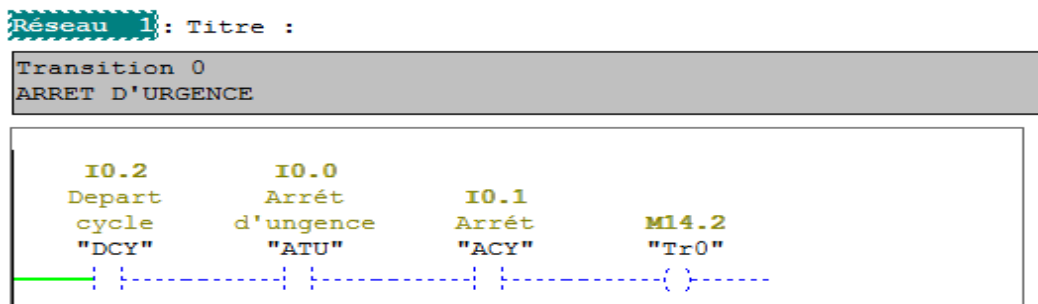 Réseau 1: Titre :
Transition 0
ARRET D'URGENCE
I0.2 I0.0
Depart Arrét I0.1
cycle d'ungence Arrét M14.2
"DCY" "ATU" "ACY" "Tr0"